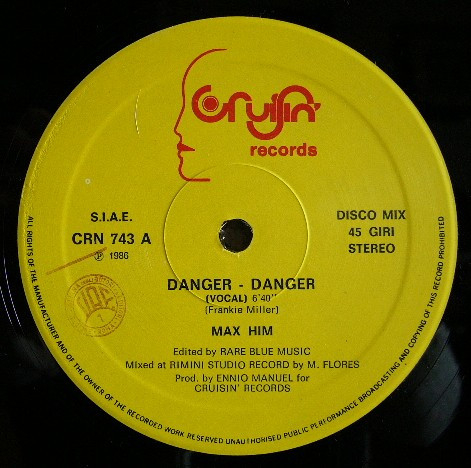 Cruisin'
records
S.I.A.E.
CRN 743 A
℗ 1986
DISCO MIX
45 GIRI
STEREO
DANGER - DANGER
(VOCAL) 6'40"
(Frankie Miller)
MAX HIM
Edited by RARE BLUE MUSIC
Mixed at RIMINI STUDIO RECORD by M. FLORES
Prod. by ENNIO MANUEL for
CRUISIN' RECORDS
ALL RIGHTS OF THE MANUFACTURER AND OF THE OWNER OF THE RECORDED WORK RESERVED UNAUTHORISED PUBLIC PERFORMANCE BROADCASTING AND COPYING OF THIS RECORD PROHIBITED